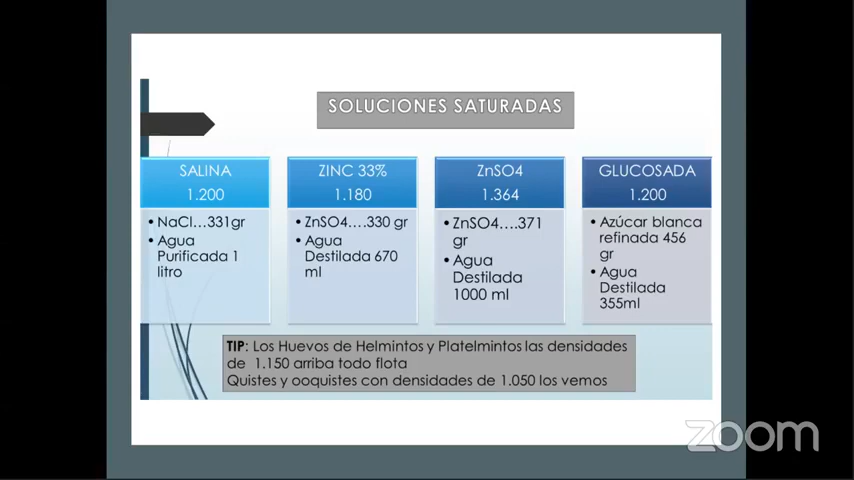 SOLUCIONES SATURADAS
SALINA
1.200
• NaCl...331gr
• Agua
Purificada 1
litro
ZINC 33%
1.180
• ZnSO4....330 gr
• Agua
Destilada 670
ml
ZnSO4
1.364
• ZnSO4....371
gr
• Agua
Destilada
1000 ml
GLUCOSADA
1.200
• Azúcar blanca
refinada 456
gr
• Agua
Destilada
355ml
TIP: Los Huevos de Helmintos y Platelmintos las densidades
de 1.150 arriba todo flota
Quistes y ooquistes con densidades de 1.050 los vemos
zoom